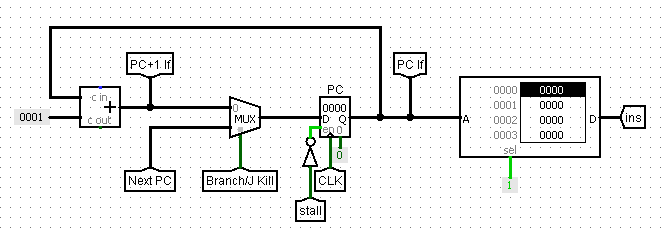 PC+1 If
PC If
PC
c in
+
c out
0001
0
MUX
0000
D Q
en 0
0
A
0000 0000
0001 0000
0002 0000
0003 0000
sel
D
ins
1
Next PC
Branch/J Kill
CLK
stall